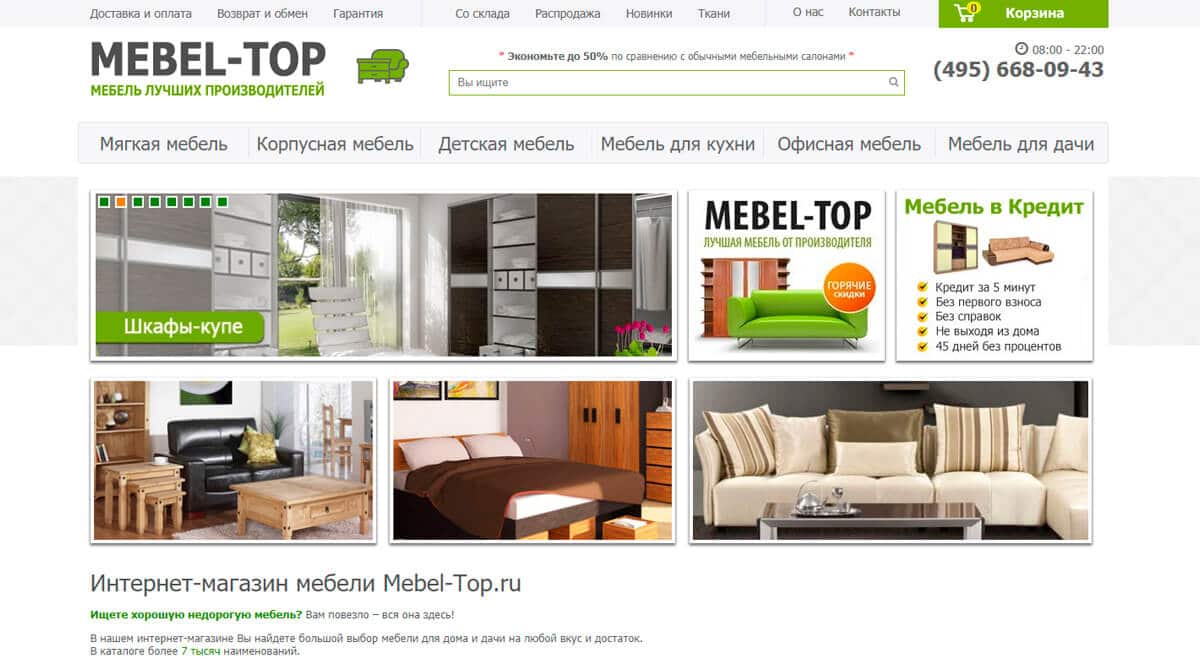 Доставка и оплата Возврат и обмен Гарантия Со склада Распродажа Новинки Ткани О нас Контакты 0 Корзина
MEBEL-TOP
МЕБЕЛЬ ЛУЧШИХ ПРОИЗВОДИТЕЛЕЙ
* Экономьте до 50% по сравнению с обычными мебельными салонами *
Вы ищите
08:00 - 22:00
(495) 668-09-43
Мягкая мебель Корпусная мебель Детская мебель Мебель для кухни Офисная мебель Мебель для дачи
Шкафы-купе
MEBEL-TOP
ЛУЧШАЯ МЕБЕЛЬ ОТ ПРОИЗВОДИТЕЛЯ
ГОРЯЧИЕ
СКИДКИ
Мебель в Кредит
Кредит за 5 минут
Без первого взноса
Без справок
Не выходя из дома
45 дней без процентов
Интернет-магазин мебели Mebel-Top.ru
Ищете хорошую недорогую мебель? Вам повезло – вся она здесь!
В нашем интернет-магазине Вы найдете большой выбор мебели для дома и дачи на любой вкус и достаток.
В каталоге более 7 тысяч наименований.